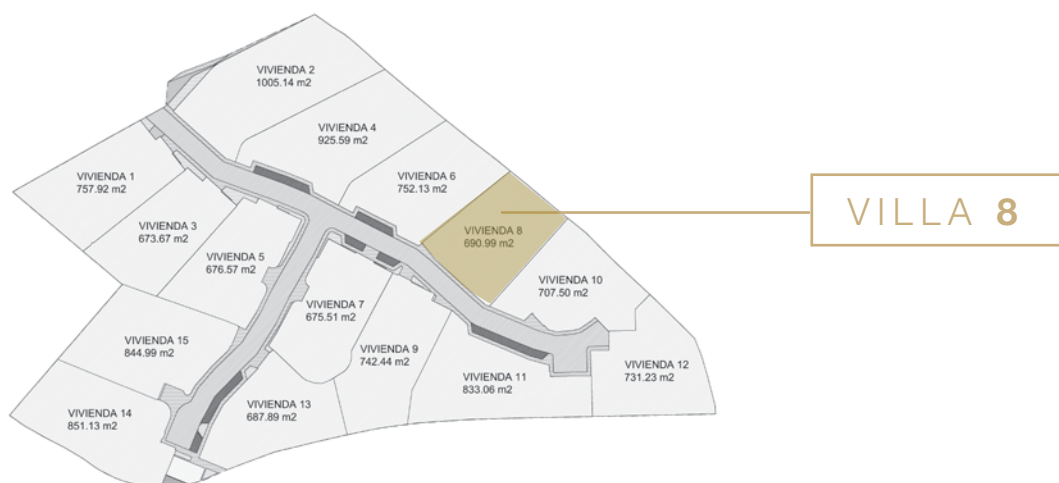 VIVIENDA 2
1005.14 m2
VIVIENDA 4
925.59 m2
VIVIENDA 1
757.92 m2
VIVIENDA 6
752.13 m2
VILLA 8
VIVIENDA 3
673.67 m2
VIVIENDA 8
690.99 m2
VIVIENDA 5
676.57 m2
VIVIENDA 10
707.50 m2
VIVIENDA 7
675.51 m2
VIVIENDA 15
844.99 m2
VIVIENDA 9
742.44 m2
VIVIENDA 12
731.23 m2
VIVIENDA 11
833.06 m2
VIVIENDA 13
687.89 m2
VIVIENDA 14
851.13 m2